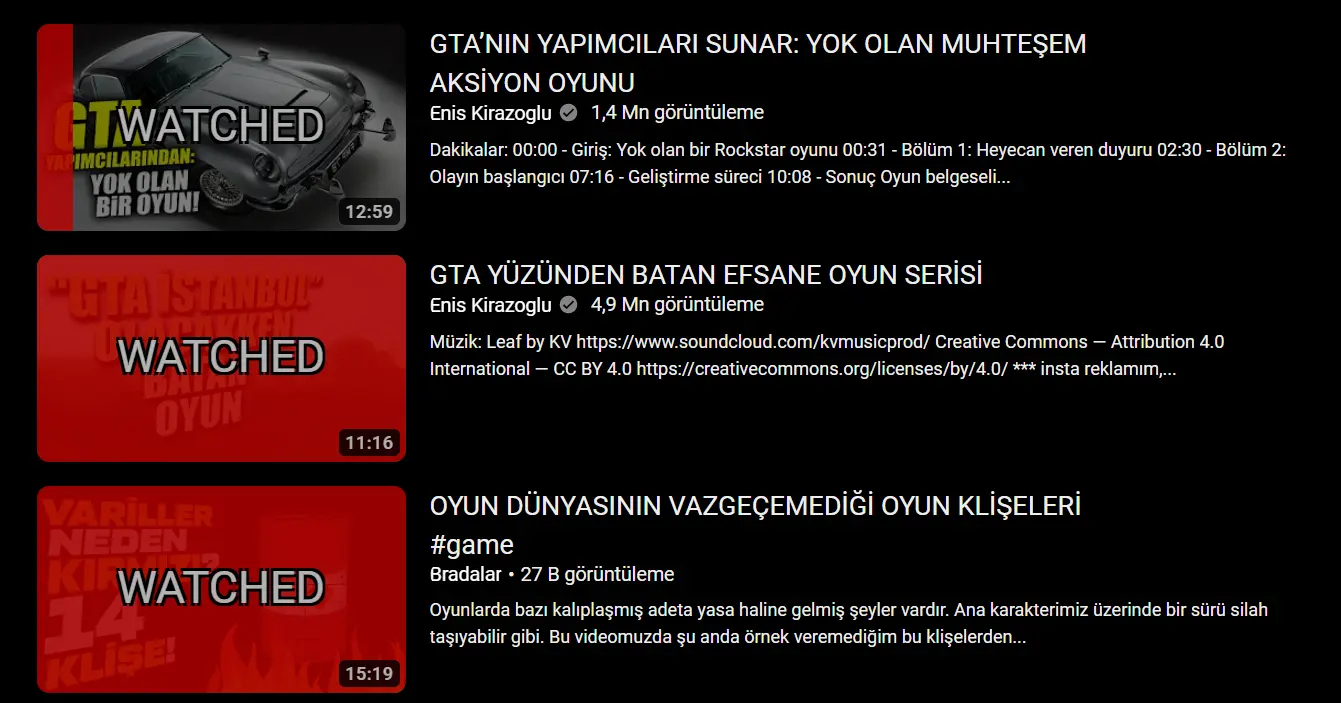 GTA
WATCHED
YAPIMCILARINDAN:
YOK OLAN
BİR OYUN!
12:59
GTA’NIN YAPIMCILARI SUNAR: YOK OLAN MUHTEŞEM
AKSİYON OYUNU
Enis Kirazoglu 1,4 Mn görüntüleme
Dakikalar: 00:00 - Giriş: Yok olan bir Rockstar oyunu 00:31 - Bölüm 1: Heyecan veren duyuru 02:30 - Bölüm 2:
Olayın başlangıcı 07:16 - Geliştirme süreci 10:08 - Sonuç Oyun belgeseli...
"GTA İSTANBUL"
OLACAKKEN
WATCHED
BATAN
OYUN
11:16
GTA YÜZÜNDEN BATAN EFSANE OYUN SERİSİ
Enis Kirazoglu 4,9 Mn görüntüleme
Müzik: Leaf by KV https://www.soundcloud.com/kvmusicprod/ Creative Commons — Attribution 4.0
International — CC BY 4.0 https://creativecommons.org/licenses/by/4.0/ *** insta reklamım,...
VARİLLER
NEDEN
KIRMIZI?
WATCHED
14
KLİŞE!
15:19
OYUN DÜNYASININ VAZGEÇEMEDİĞİ OYUN KLİŞELERİ
#game
Bradalar • 27 B görüntüleme
Oyunlarda bazı kalıplaşmış adeta yasa haline gelmiş şeyler vardır. Ana karakterimiz üzerinde bir sürü silah
taşıyabilir gibi. Bu videomuzda şu anda örnek veremediğim bu klişelerden...